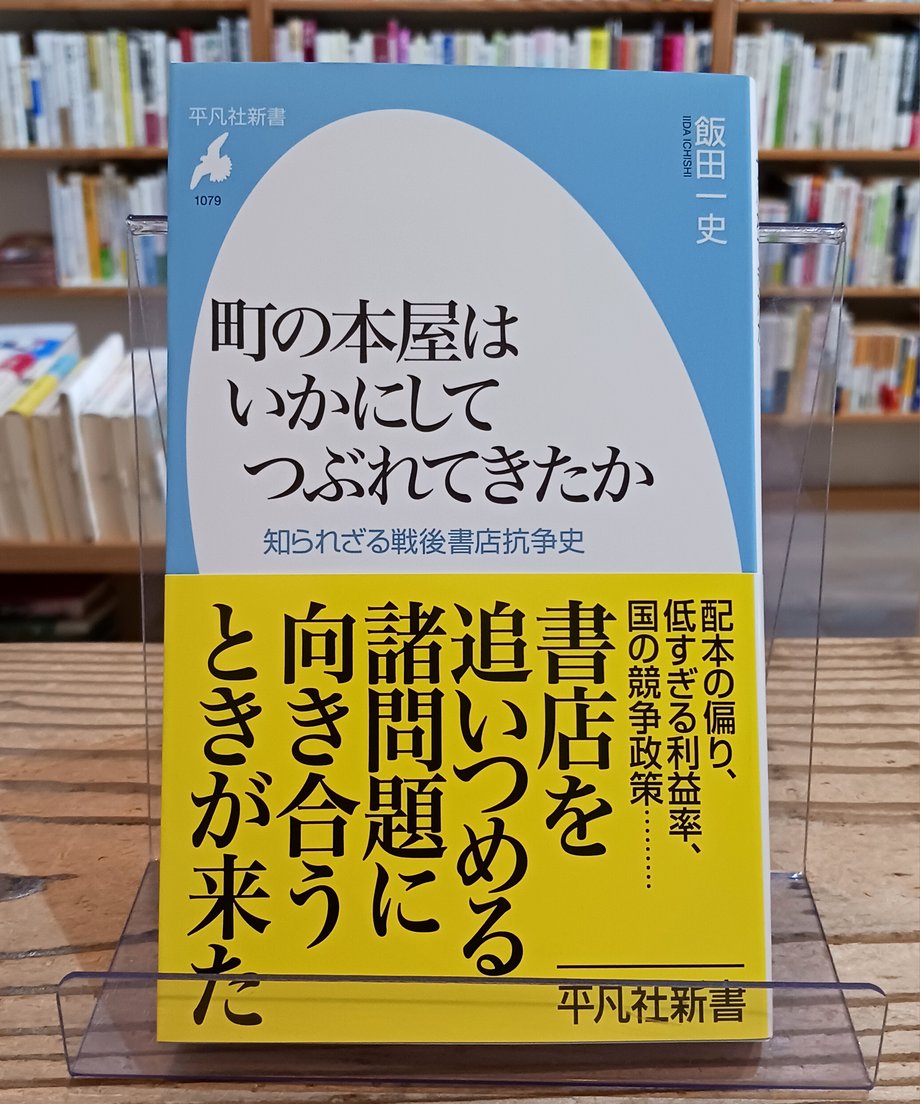 平凡社新書
1079
飯田一史
IIDA ICHISHI
町の本屋は
いかにして
つぶれてきたか
知られざる戦後書店抗争史
配本の偏り、
低すぎる利益率、
国の競争政策…………
書店を
追いつめる
諸問題に
向き合う
ときが来た
平凡社新書